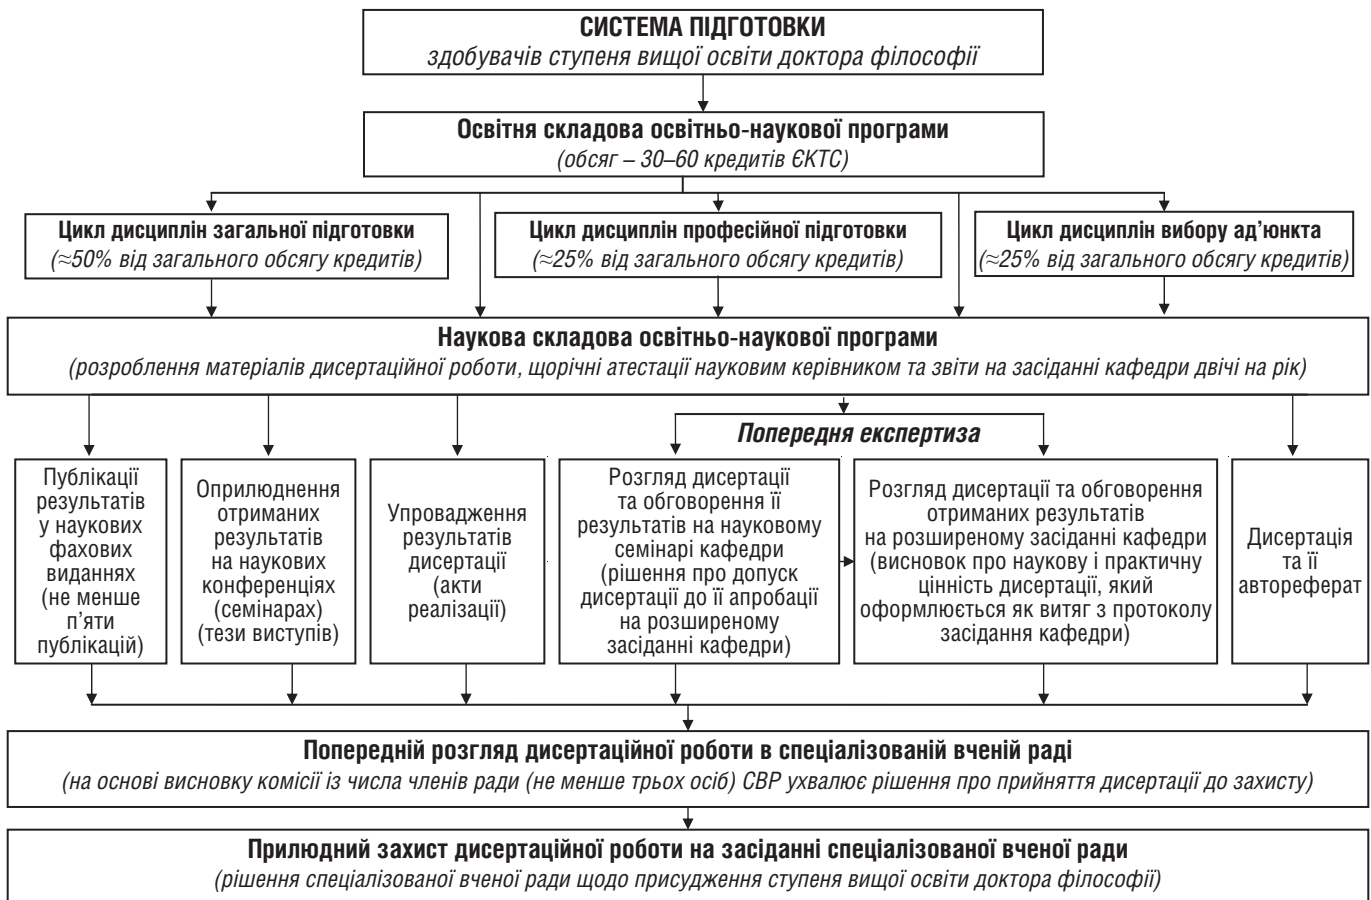 СИСТЕМА ПІДГОТОВКИ
здобувачів ступеня вищої освіти доктора філософії
Освітня складова освітньо-наукової програми
(обсяг – 30–60 кредитів ЄКТС)
Цикл дисциплін загальної підготовки
(≈50% від загального обсягу кредитів)
Цикл дисциплін професійної підготовки
(≈25% від загального обсягу кредитів)
Цикл дисциплін вибору ад’юнкта
(≈25% від загального обсягу кредитів)
Наукова складова освітньо-наукової програми
(розроблення матеріалів дисертаційної роботи, щорічні атестації науковим керівником та звіти на засіданні кафедри двічі на рік)
Попередня експертиза
Публікації
результатів
у наукових
фахових
виданнях
(не менше
п’яти
публікацій)
Оприлюднення
отриманих
результатів
на наукових
конференціях
(семінарах)
(тези виступів)
Упровадження
результатів
дисертації
(акти
реалізації)
Розгляд дисертації
та обговорення її
результатів на науковому
семінарі кафедри
(рішення про допуск
дисертації до її апробації
на розширеному
засіданні кафедри)
Розгляд дисертації та обговорення
отриманих результатів
на розширеному засіданні кафедри
(висновок про наукову і практичну
цінність дисертації, який
оформлюється як витяг з протоколу
засідання кафедри)
Дисертація
та її
автореферат
Попередній розгляд дисертаційної роботи в спеціалізованій вченій раді
(на основі висновку комісії із числа членів ради (не менше трьох осіб) СВР ухвалює рішення про прийняття дисертації до захисту)
Прилюдний захист дисертаційної роботи на засіданні спеціалізованої вченої ради
(рішення спеціалізованої вченої ради щодо присудження ступеня вищої освіти доктора філософії)